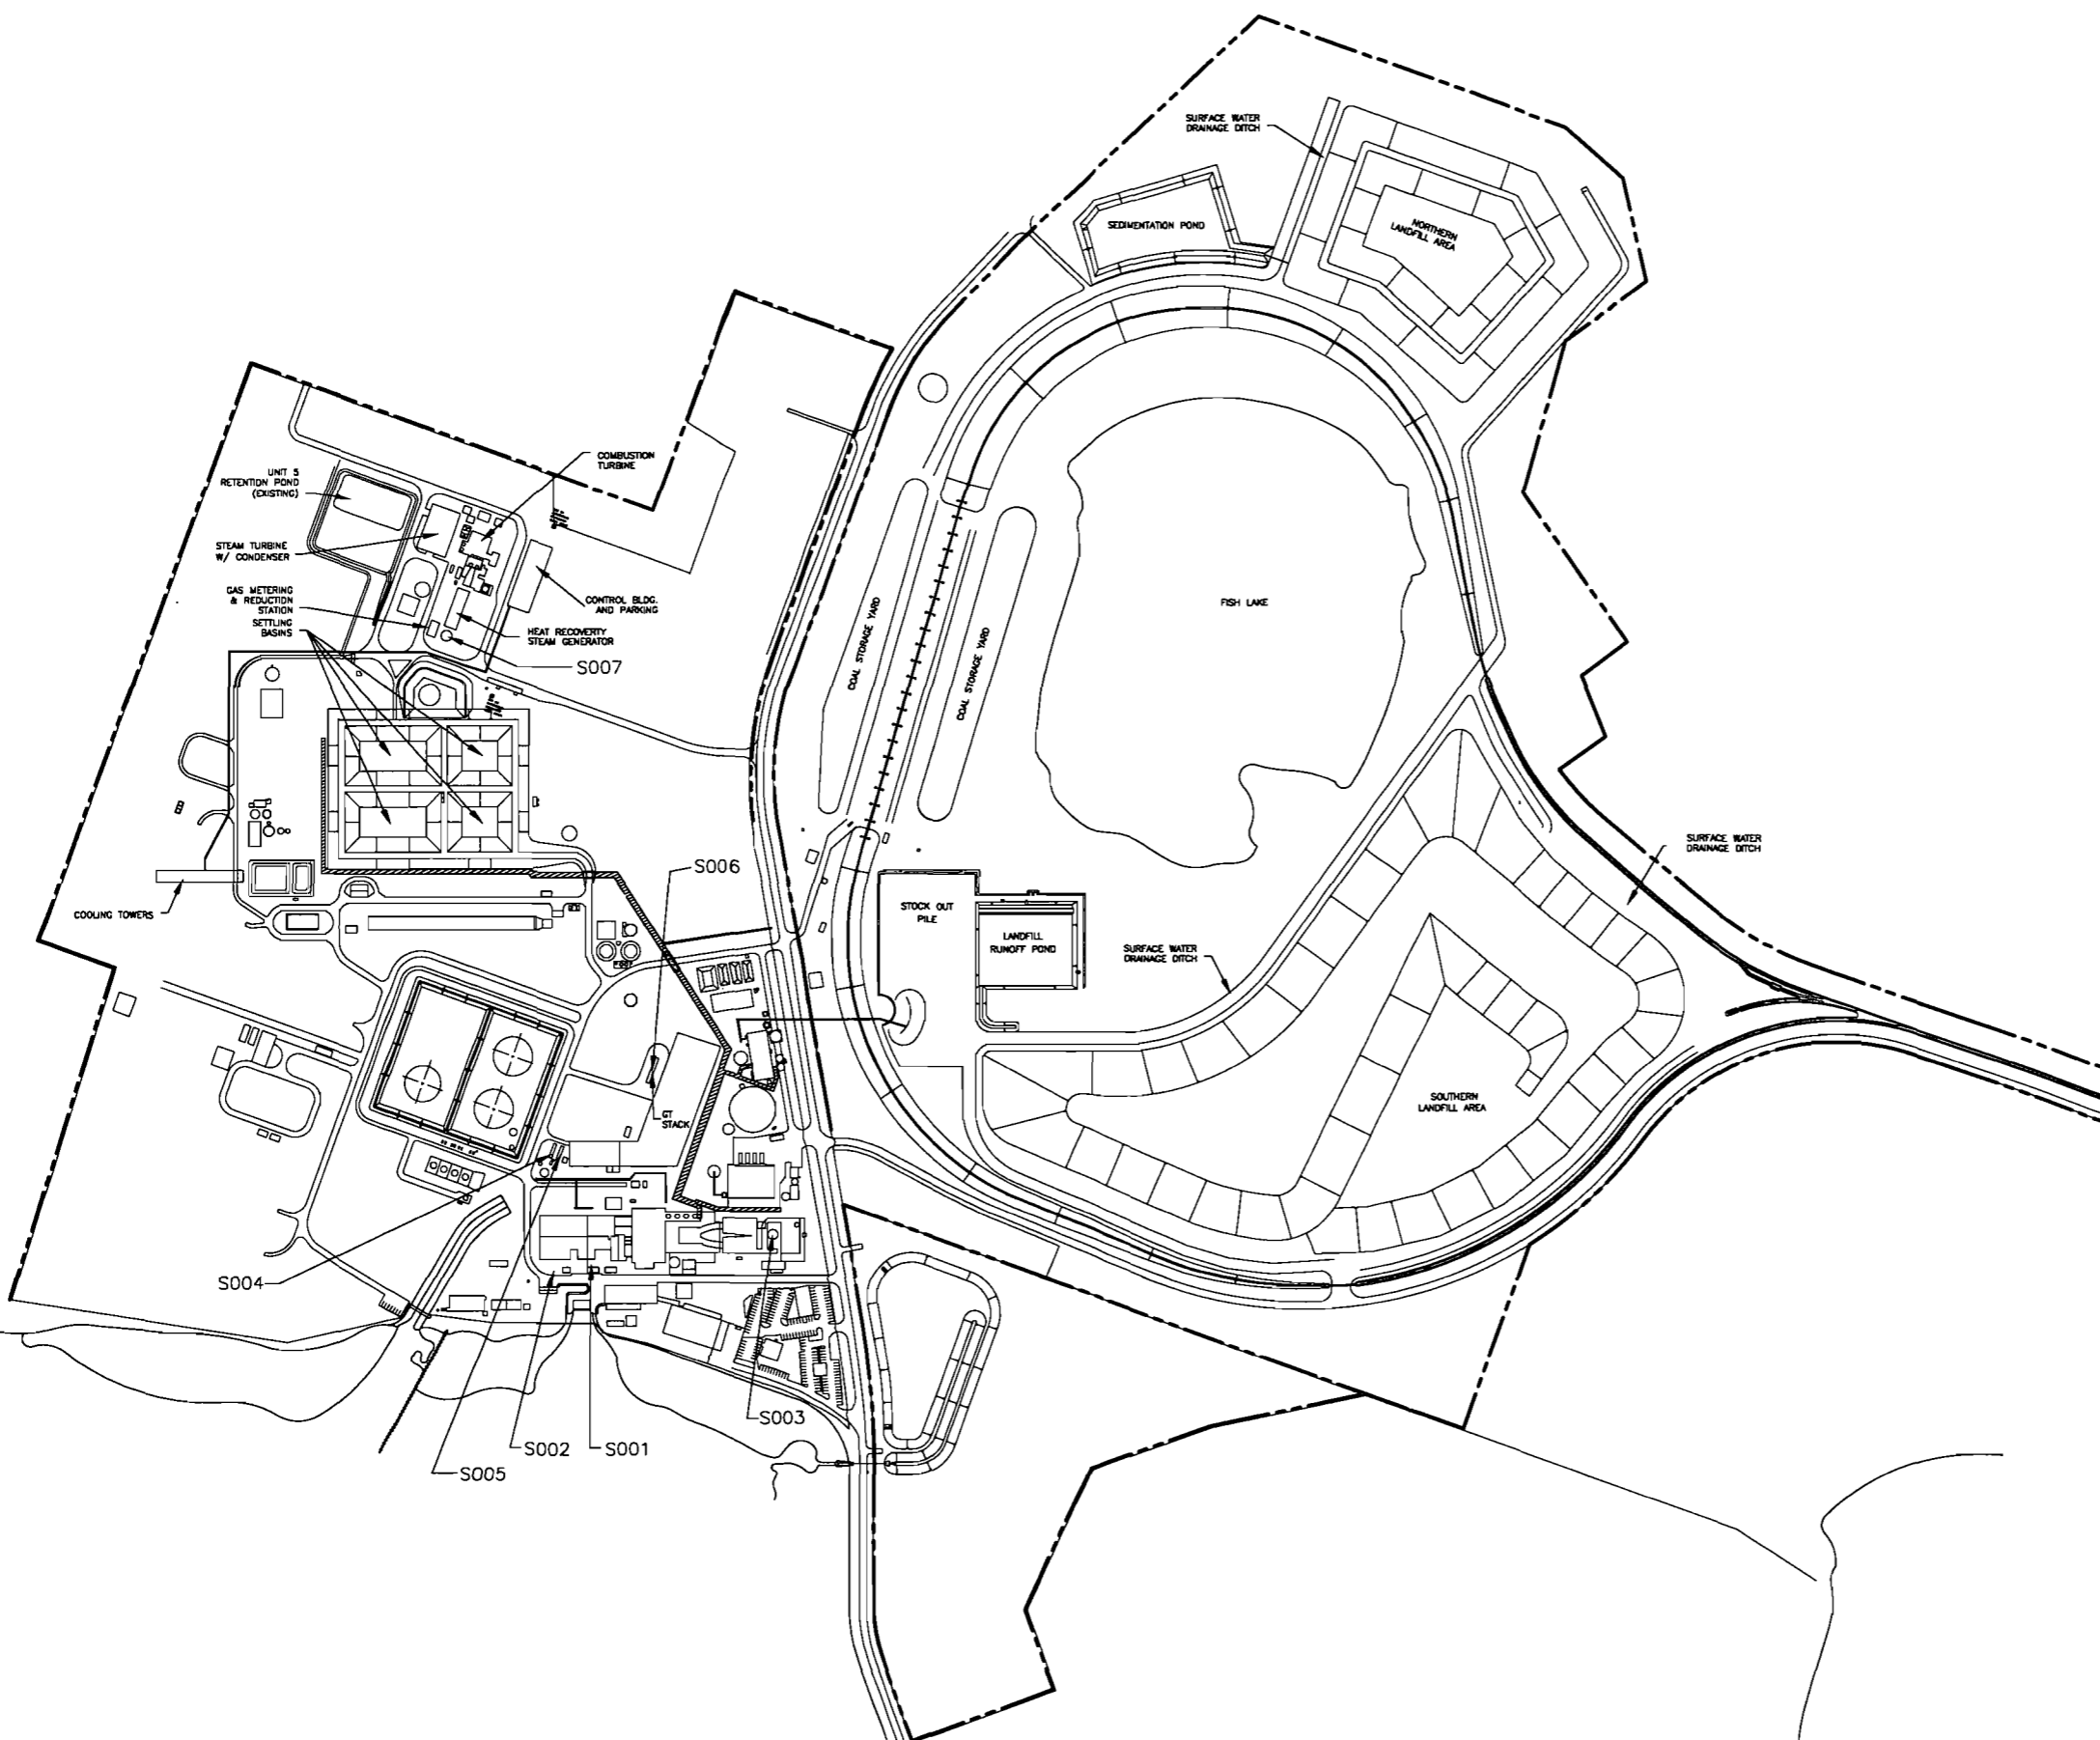 SURFACE WATER
DRAINAGE DITCH
SEDIMENTATION POND
NORTHERN
LANDFILL AREA
COMBUSTION
TURBINE
UNIT 5
RETENTION POND
(EXISTING)
STEAM TURBINE
W/ CONDENSER
GAS METERING
& REDUCTION
STATION
SETTLING
BASINS
CONTROL BLDG.
AND PARKING
HEAT RECOVERTY
STEAM GENERATOR
S007
COAL STORAGE YARD
COAL STORAGE YARD
FISH LAKE
SURFACE WATER
DRAINAGE DITCH
S006
COOLING TOWERS
STOCK OUT
PILE
LANDFILL
RUNOFF POND
SURFACE WATER
DRAINAGE DITCH
GT
STACK
SOUTHERN
LANDFILL AREA
S004
S003
S002
S001
S005